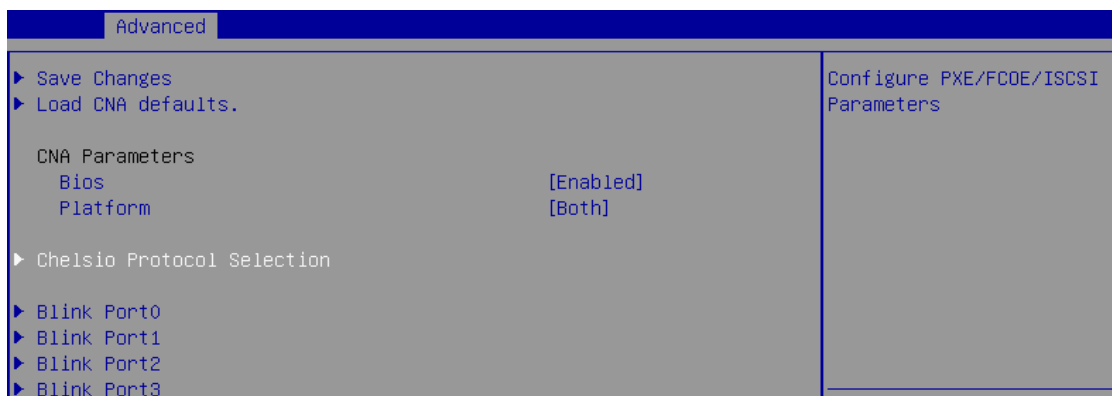 Advanced
Save Changes
Load CNA defaults.
CNA Parameters
Bios [Enabled]
Platform [Both]
Chelsio Protocol Selection
Blink Port0
Blink Port1
Blink Port2
Blink Port3
Configure PXE/FCOE/ISCSI
Parameters